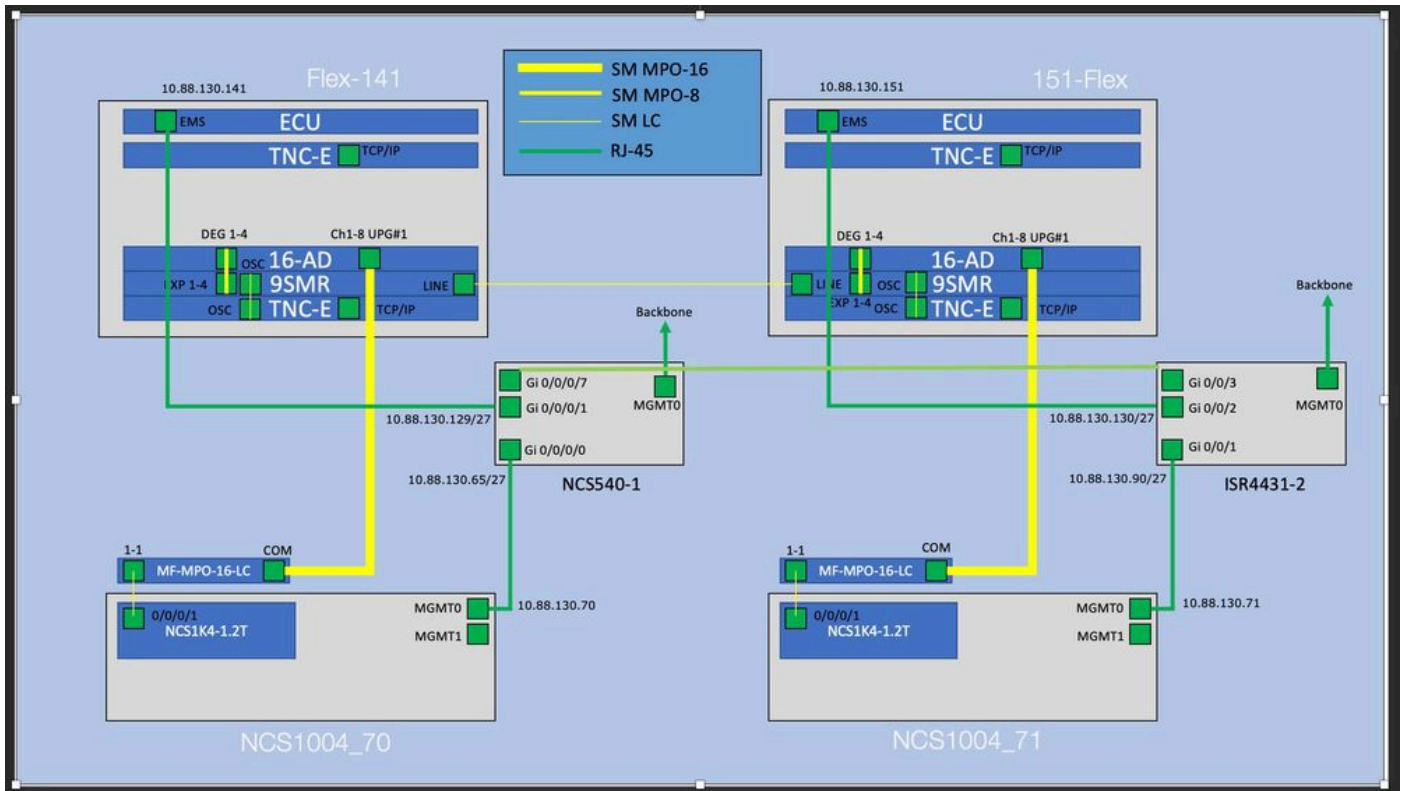 Flex-141
10.88.130.141
EMS
ECU
TNC-E
TCP/IP
DEG 1-4
Ch1-8 UPG#1
OSC
16-AD
EXP 1-4
9SMR
LINE
OSC
TNC-E
TCP/IP
SM MPO-16
SM MPO-8
SM LC
RJ-45
151-Flex
10.88.130.151
EMS
ECU
TNC-E
TCP/IP
DEG 1-4
Ch1-8 UPG#1
16-AD
LINE
OSC
9SMR
EXP 1-4
OSC
TNC-E
TCP/IP
Backbone
Gi 0/0/0/7
Gi 0/0/0/1
MGMT0
10.88.130.129/27
Gi 0/0/0/0
10.88.130.65/27
NCS540-1
Backbone
Gi 0/0/3
Gi 0/0/2
MGMT0
10.88.130.130/27
Gi 0/0/1
10.88.130.90/27
ISR4431-2
1-1
COM
MF-MPO-16-LC
0/0/0/1
NCS1K4-1.2T
MGMT0
10.88.130.70
MGMT1
NCS1004_70
1-1
COM
MF-MPO-16-LC
0/0/0/1
NCS1K4-1.2T
MGMT0
10.88.130.71
MGMT1
NCS1004_71